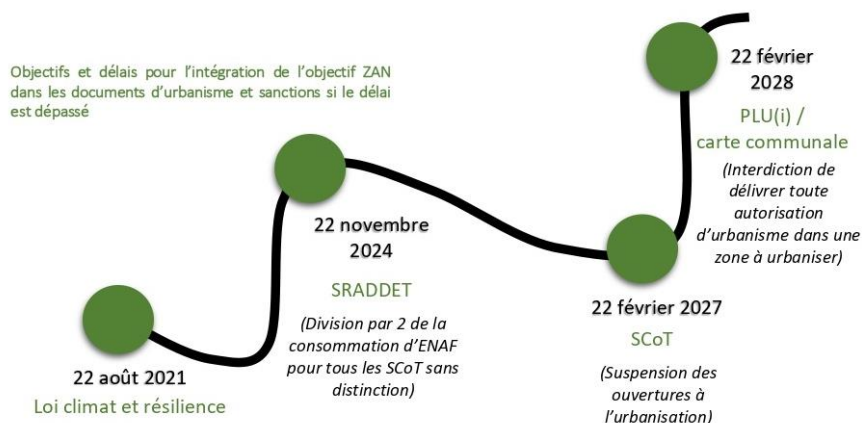 Objectifs et délais pour l'intégration de l'objectif ZAN
dans les documents d'urbanisme et sanctions si le délai
est dépassé
22 août 2021
Loi climat et résilience
22 novembre
2024
SRADDET
(Division par 2 de la
consommation d'ENAF
pour tous les SCoT sans
distinction)
22 février 2027
SCoT
(Suspension des
ouvertures à
l'urbanisation)
22 février
2028
PLU(i) /
carte communale
(Interdiction de
délivrer toute
autorisation
d'urbanisme dans une
zone à urbaniser)